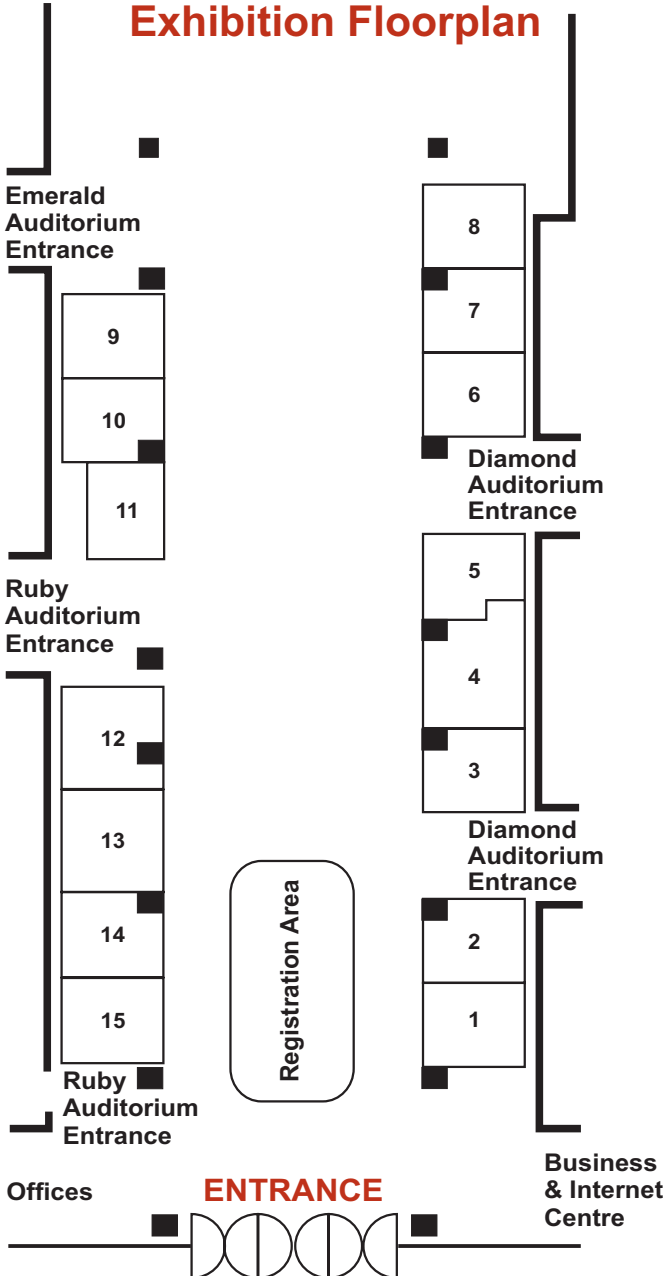 Exhibition Floorplan
Emerald
Auditorium
Entrance
8
7
9
6
10
Diamond
Auditorium
Entrance
11
5
Ruby
Auditorium
Entrance
4
12
3
13
Diamond
Auditorium
Entrance
Registration Area
14
2
15
1
Ruby
Auditorium
Entrance
Business
& Internet
Centre
Offices
ENTRANCE